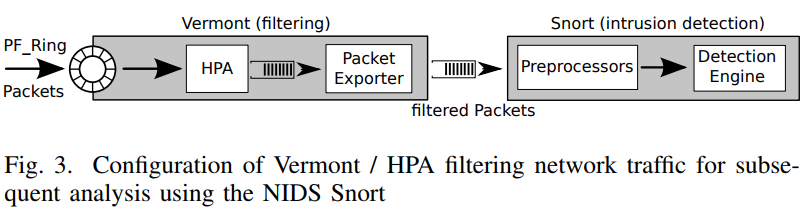 Vermont (filtering)
Snort (intrusion detection)
PF_Ring
Packets
HPA
Packet
Exporter
filtered Packets
Preprocessors
Detection
Engine
Fig. 3. Configuration of Vermont / HPA filtering network traffic for subse-
quent analysis using the NIDS Snort